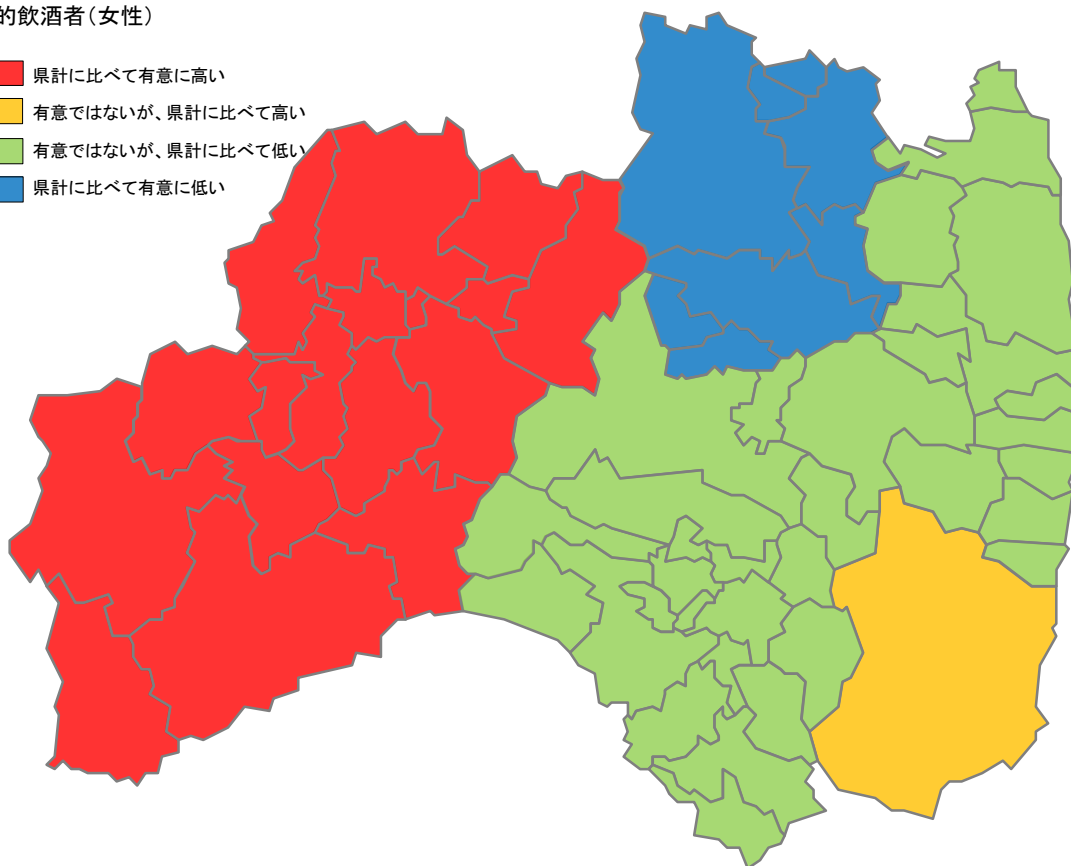 的飲酒者(女性)
県計に比べて有意に高い
有意ではないが、県計に比べて高い
有意ではないが、県計に比べて低い
県計に比べて有意に低い